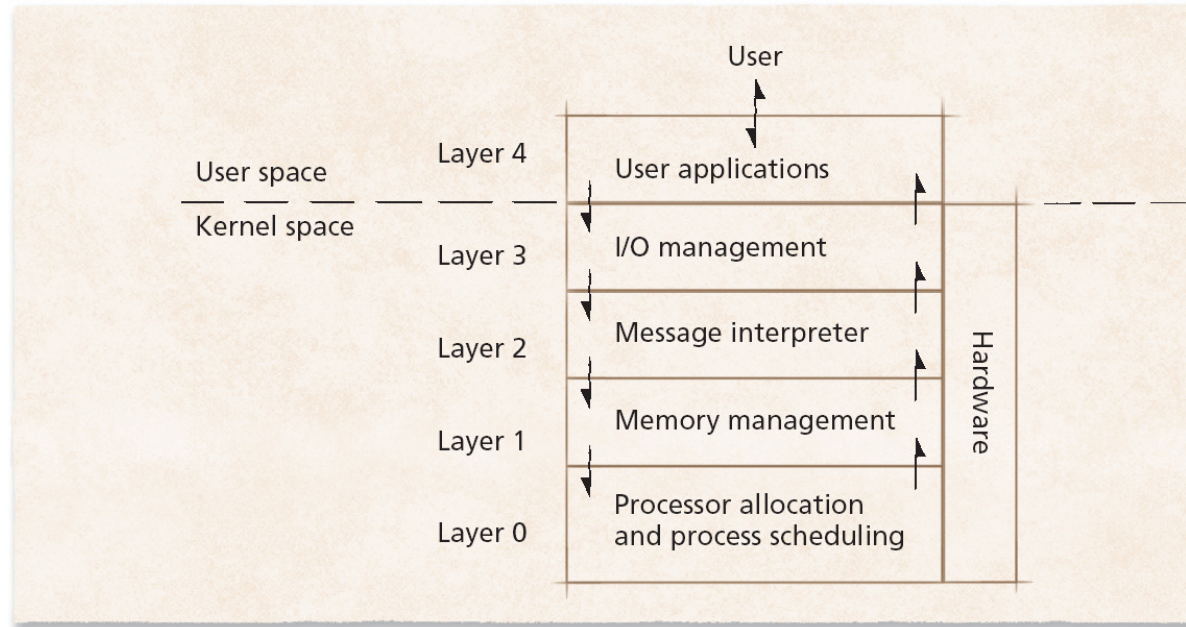 User
Layer 4
User applications
User space
Kernel space
Layer 3
I/O management
Layer 2
Message interpreter
Hardware
Layer 1
Memory management
Layer 0
Processor allocation
and process scheduling